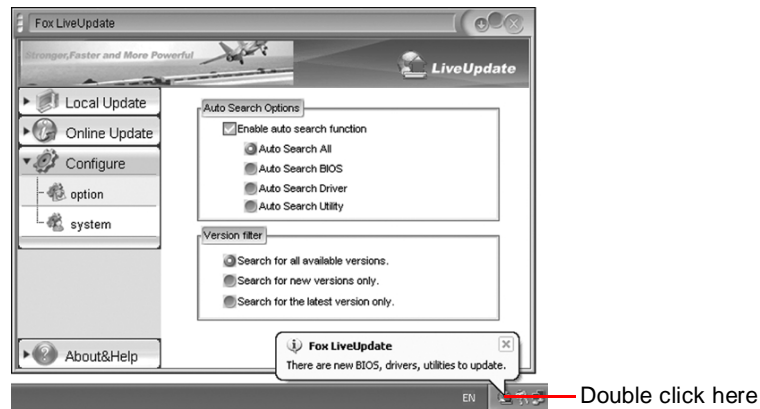 Fox LiveUpdate
Stronger,Faster and More Powerful
LiveUpdate
Local Update
Online Update
Configure
option
system
About&Help
Auto Search Options
Enable auto search function
Auto Search All
Auto Search BIOS
Auto Search Driver
Auto Search Utility
Version filter
Search for all available versions.
Search for new versions only.
Search for the latest version only.
Fox LiveUpdate
There are new BIOS, drivers, utilities to update.
EN
Double click here